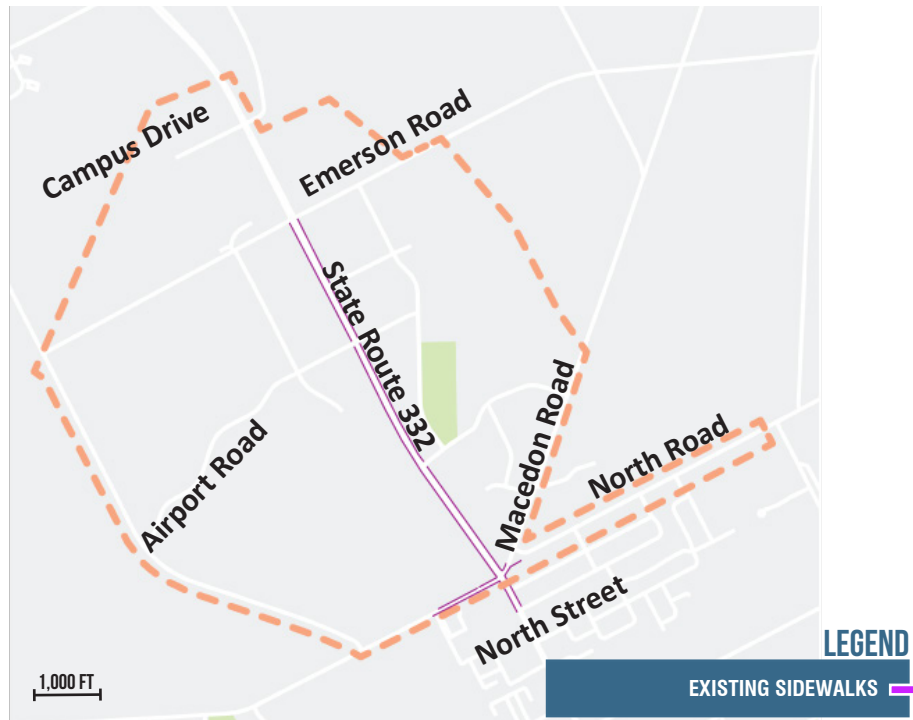 Campus Drive
Emerson Road
State Route 332
Airport Road
Macedon Road
North Road
North Street
1,000 FT
LEGEND
EXISTING SIDEWALKS